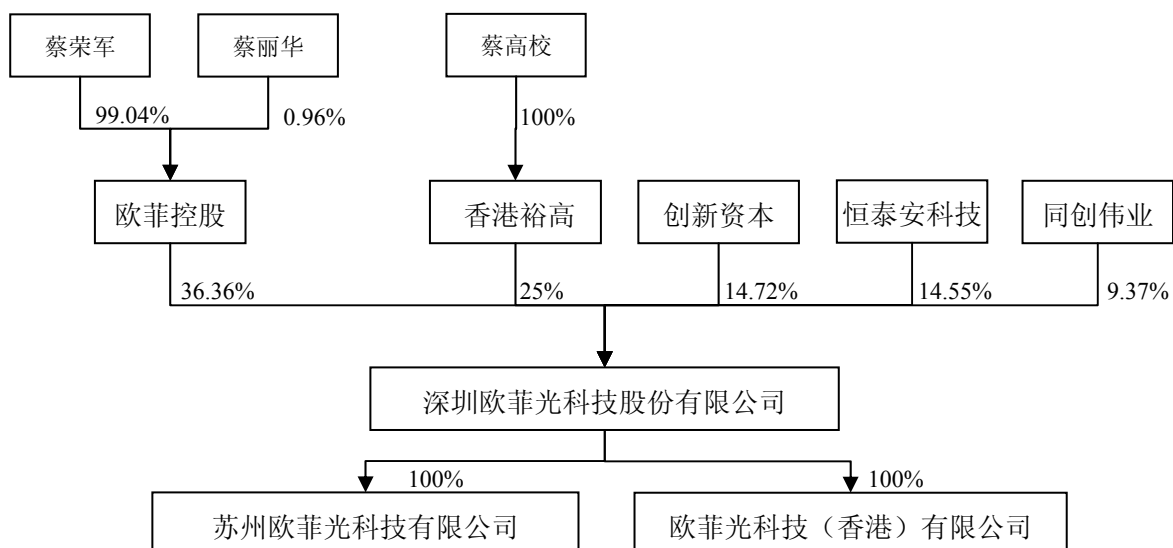 蔡荣军 蔡丽华 蔡高校
99.04% 0.96% 100%
欧菲控股 香港裕高 创新资本 恒泰安科技 同创伟业
36.36% 25% 14.72% 14.55% 9.37%
深圳欧菲光科技股份有限公司
100% 100%
苏州欧菲光科技有限公司 欧菲光科技（香港）有限公司